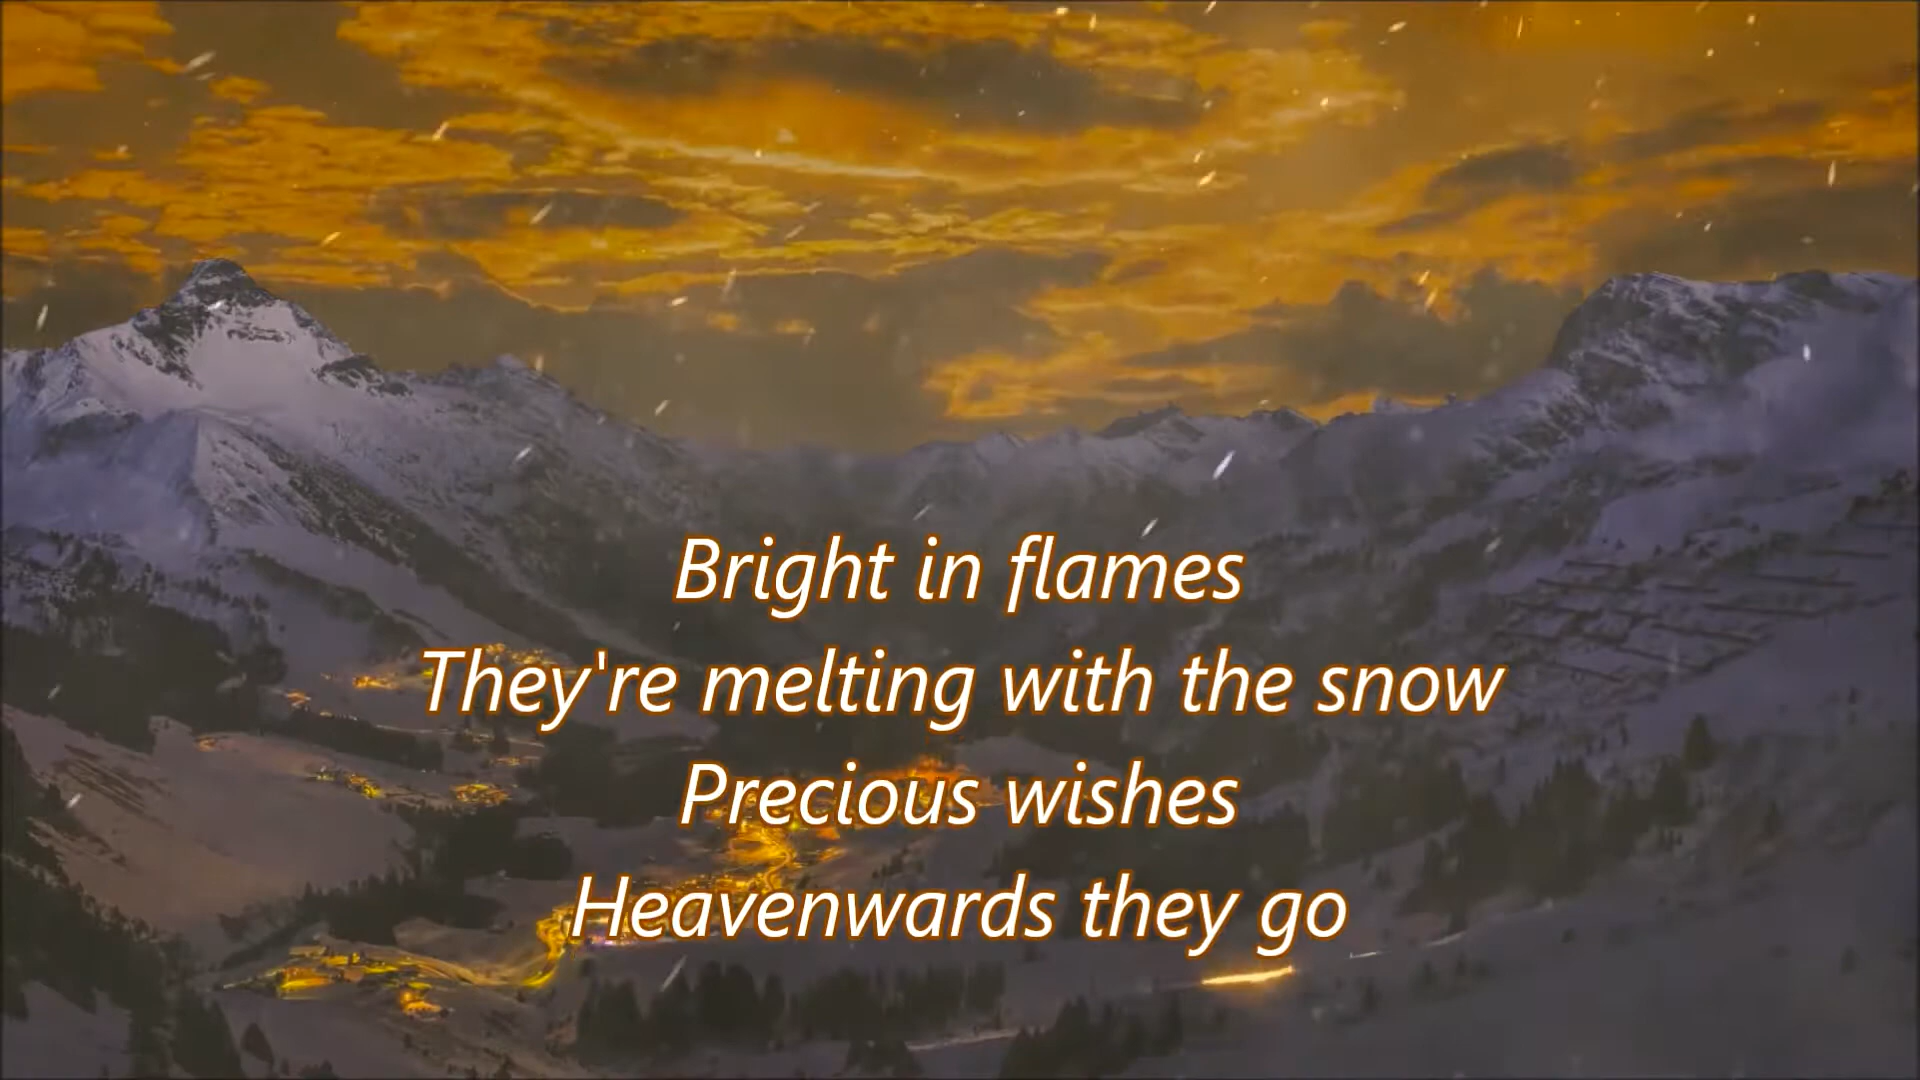 Bright in flames
They're melting with the snow
Precious wishes
Heavenwards they go